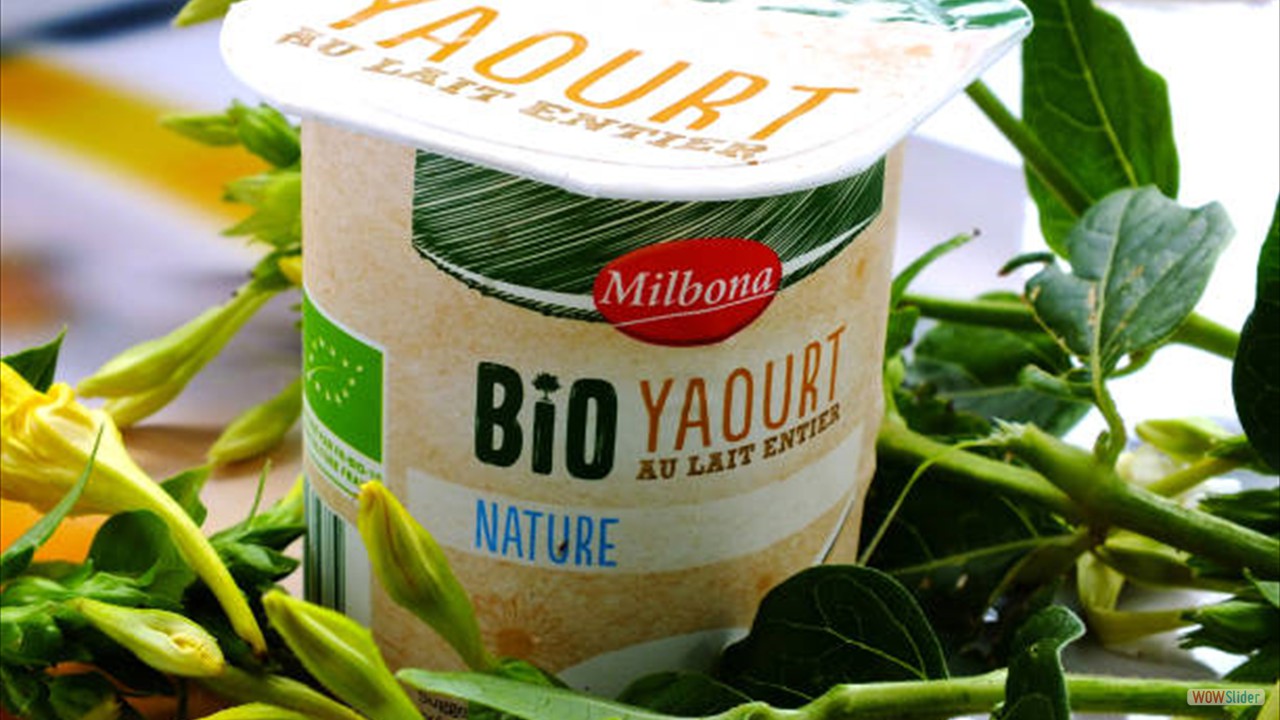 YAOURT
AU LAIT ENTIER
Milbona
BiO YAOURT
AU LAIT ENTIER
NATURE
WOWSlider